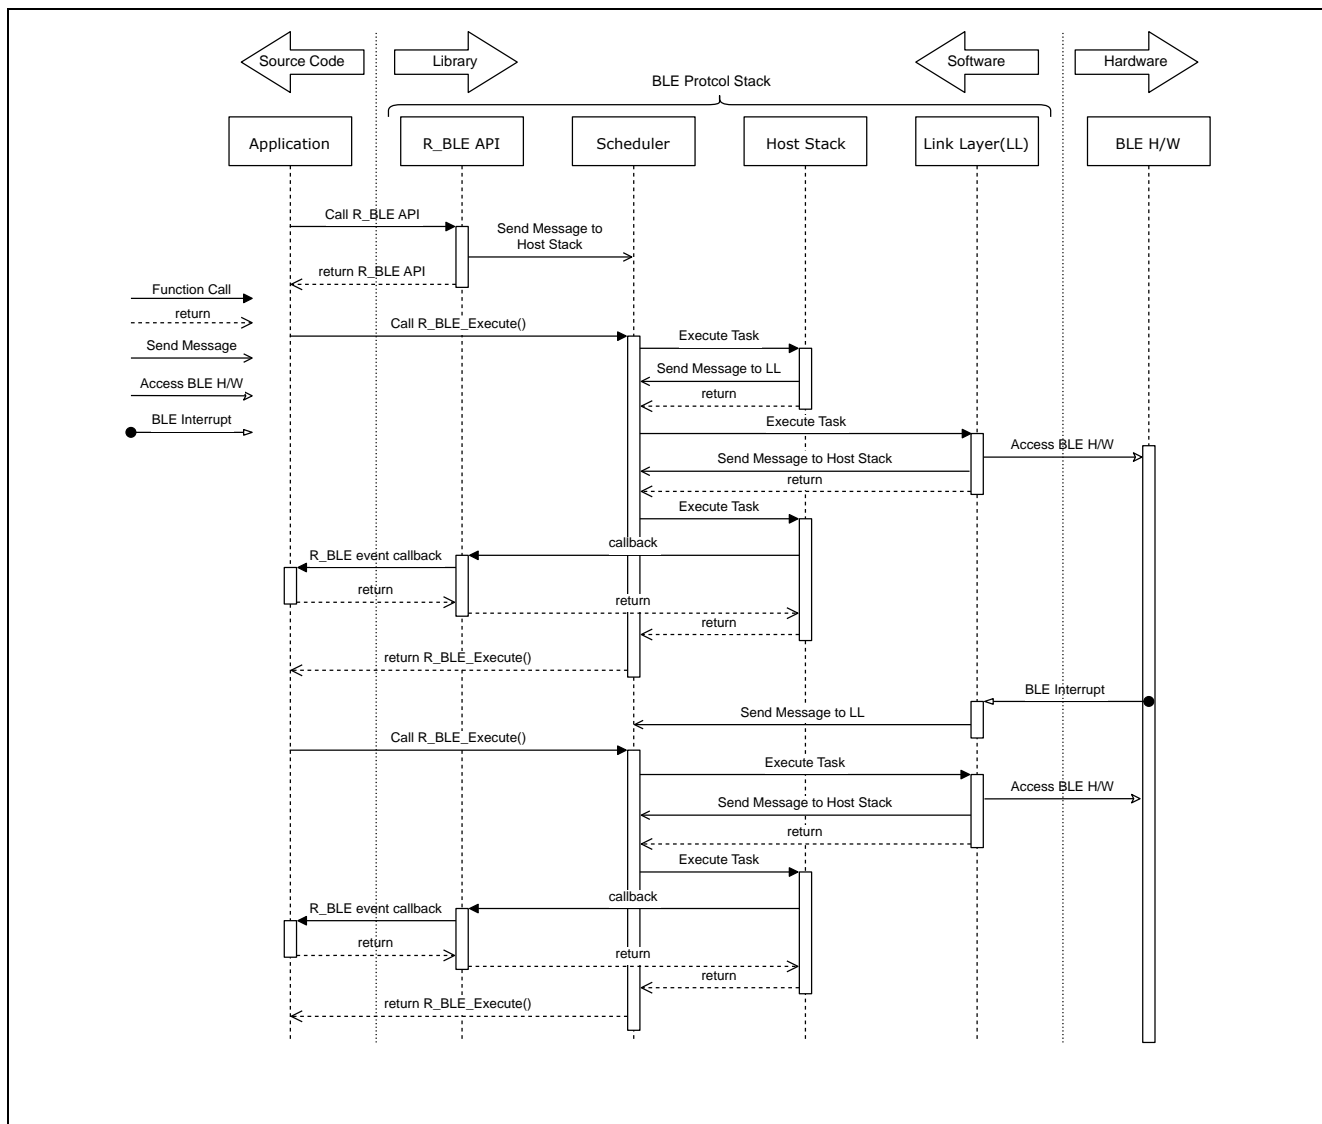 Source Code
Library
Software
Hardware
BLE Protcol Stack
Application
R_BLE API
Scheduler
Host Stack
Link Layer(LL)
BLE H/W
Call R_BLE API
Send Message to
Host Stack
return R_BLE API
Function Call
return
Send Message
Access BLE H/W
BLE Interrupt
Call R_BLE_Execute()
Execute Task
Send Message to LL
return
Execute Task
Access BLE H/W
Send Message to Host Stack
return
Execute Task
callback
R_BLE event callback
return
return
return
return R_BLE_Execute()
BLE Interrupt
Send Message to LL
Call R_BLE_Execute()
Execute Task
Access BLE H/W
Send Message to Host Stack
return
Execute Task
callback
R_BLE event callback
return
return
return
return R_BLE_Execute()